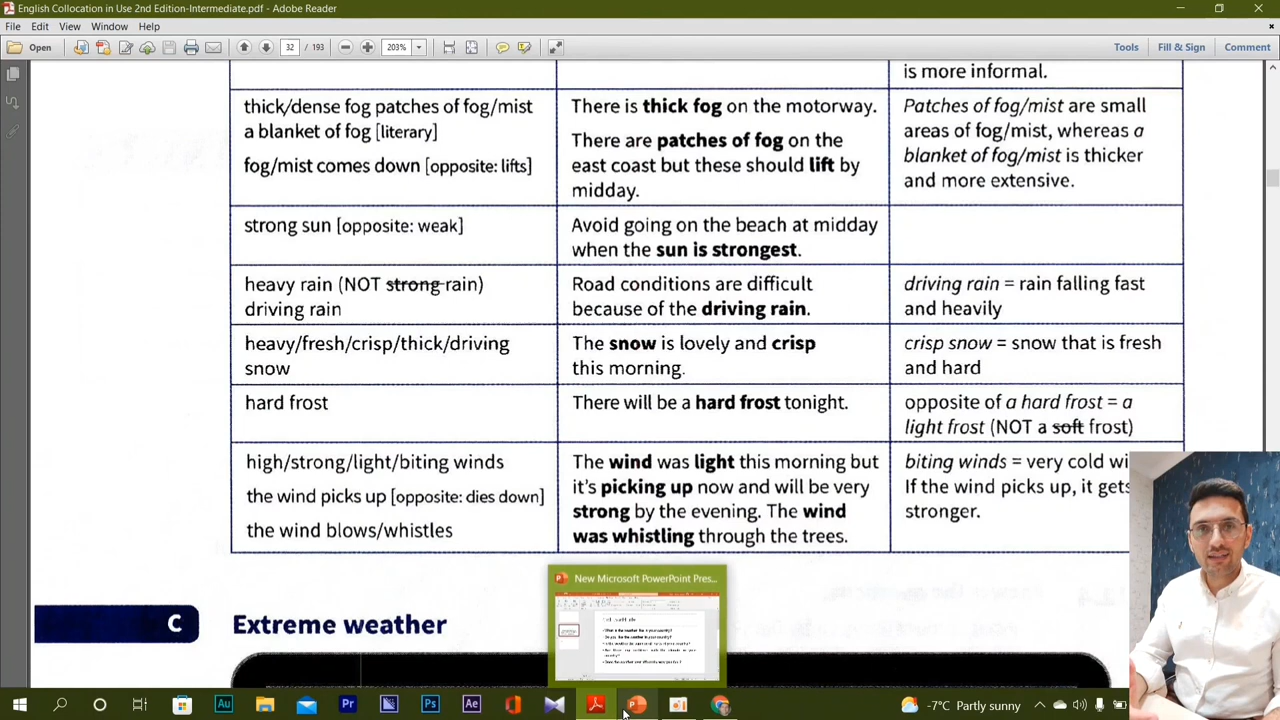 English Collocation in Use 2nd Edition-Intermediate.pdf - Adobe Reader
File Edit View Window Help
Open 32 / 193 203% Tools Fill & Sign Comment
is more informal.
thick/dense fog patches of fog/mist
a blanket of fog [literary]
fog/mist comes down [opposite: lifts]
There is thick fog on the motorway.
There are patches of fog on the
east coast but these should lift by
midday.
Patches of fog/mist are small
areas of fog/mist, whereas a
blanket of fog/mist is thicker
and more extensive.
strong sun [opposite: weak]
Avoid going on the beach at midday
when the sun is strongest.
heavy rain (NOT strong rain)
driving rain
Road conditions are difficult
because of the driving rain.
driving rain = rain falling fast
and heavily
heavy/fresh/crisp/thick/driving
snow
The snow is lovely and crisp
this morning.
crisp snow = snow that is fresh
and hard
hard frost
There will be a hard frost tonight.
opposite of a hard frost = a
light frost (NOT a soft frost)
high/strong/light/biting winds
the wind picks up [opposite: dies down]
the wind blows/whistles
The wind was light this morning but
it's picking up now and will be very
strong by the evening. The wind
was whistling through the trees.
biting winds = very cold wi
If the wind picks up, it gets
stronger.
New Microsoft PowerPoint Pres...
C Extreme weather
Au Pr Ps Ae
-7°C Partly sunny